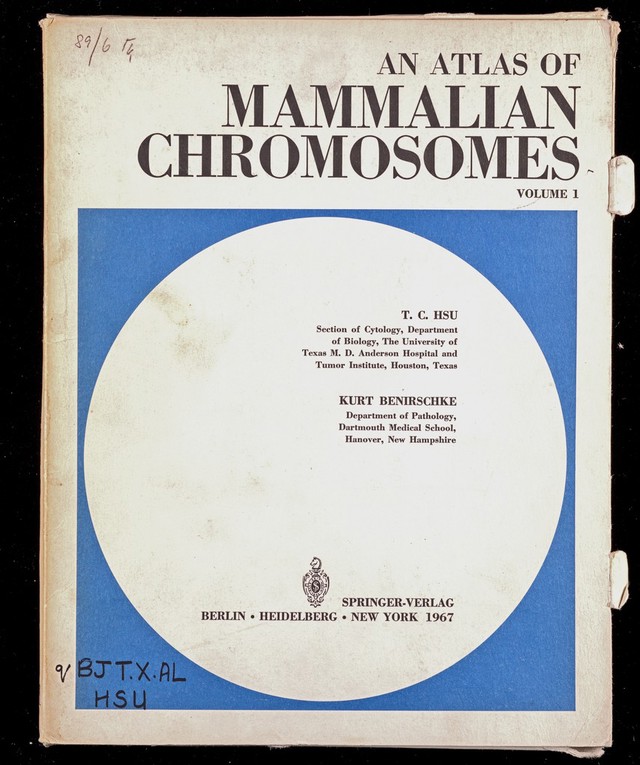 89/6
AN ATLAS OF
MAMMALIAN
CHROMOSOMES
VOLUME 1
T. C. HSU
Section of Cytology, Department
of Biology, The University of
Texas M. D. Anderson Hospital and
Tumor Institute, Houston, Texas
KURT BENIRSCHKE
Department of Pathology,
Dartmouth Medical School,
Hanover, New Hampshire
S
SPRINGER-VERLAG
BERLIN • HEIDELBERG • NEW YORK 1967
q BJ T.X.AL
HSU